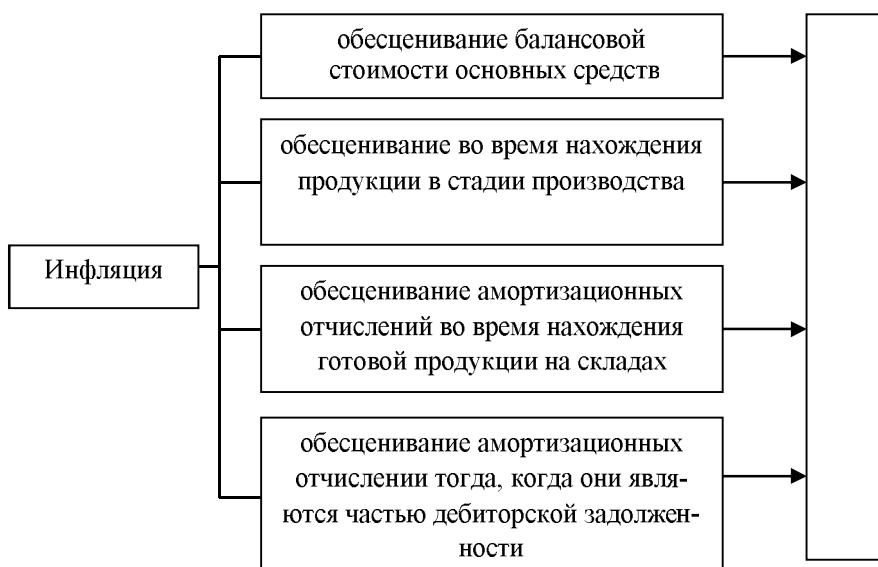 обесценивание балансовой
стоимости основных средств
обесценивание во время нахождения
продукции в стадии производства
Инфляция
обесценивание амортизационных
отчислений во время нахождения
готовой продукции на складах
обесценивание амортизационных
отчислении тогда, когда они явля-
ются частью дебиторской задолжен-
ности